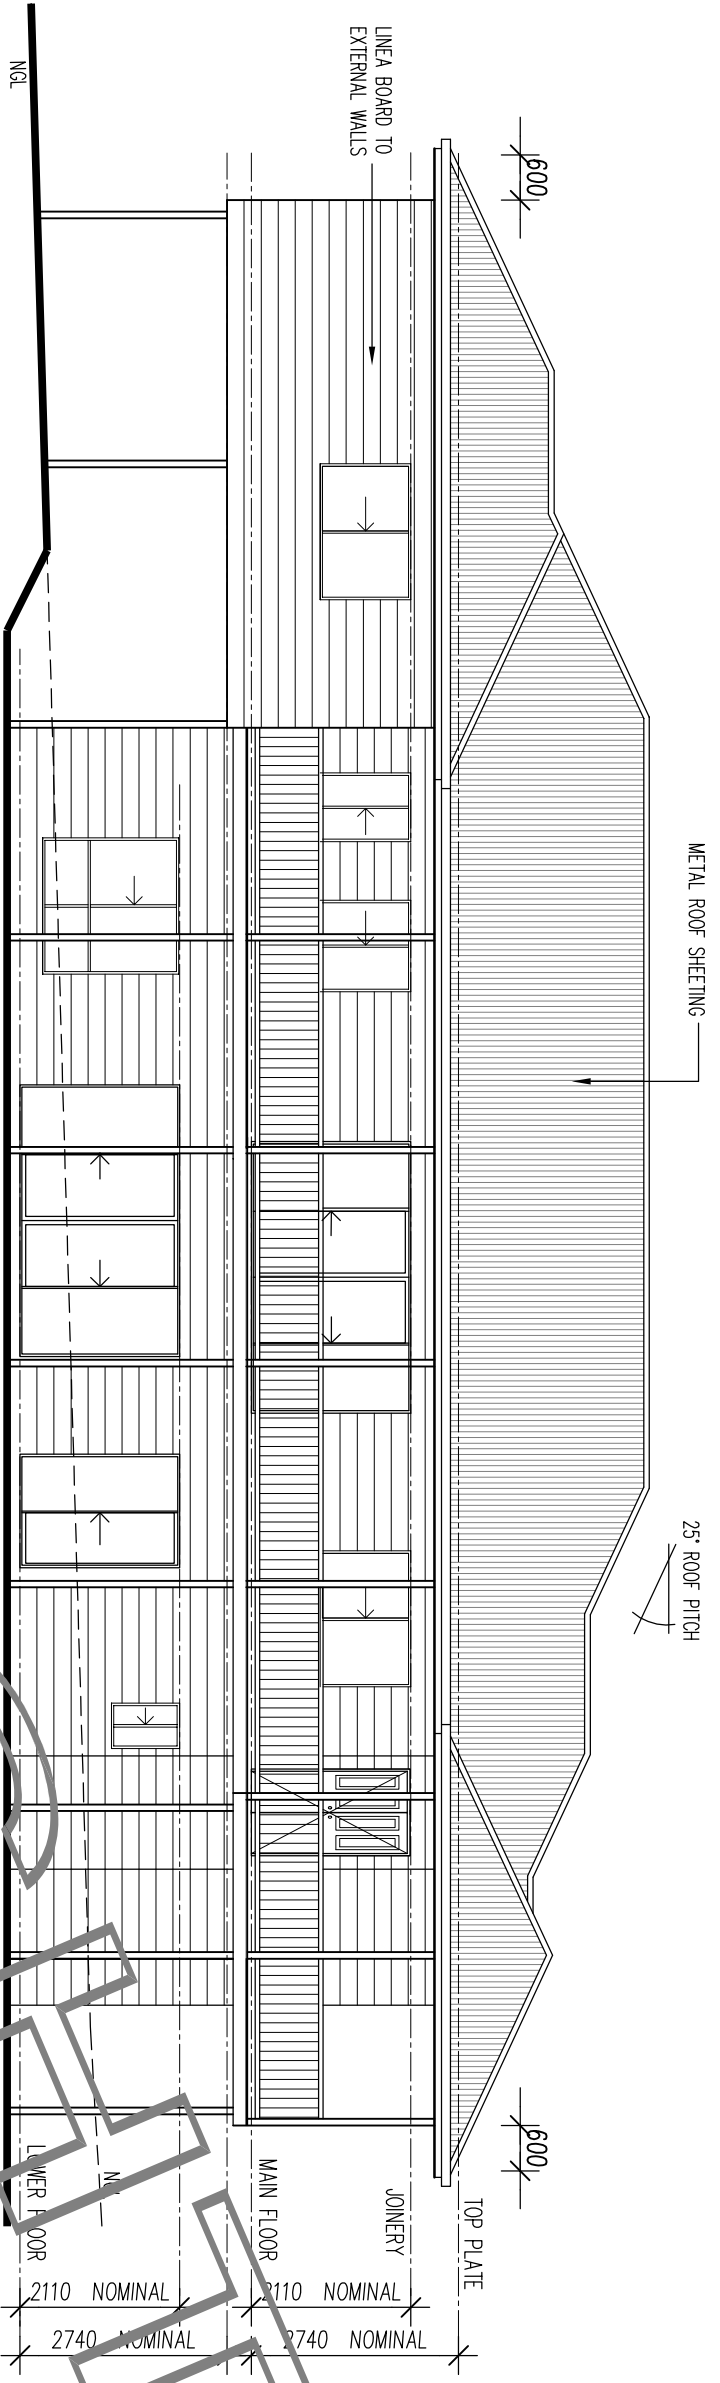 METAL ROOF SHEETING
25° ROOF PITCH
600
600
LINEA BOARD TO
EXTERNAL WALLS
TOP PLATE
JOINERY
MAIN FLOOR
LOWER FLOOR
NGL
2110 NOMINAL
2740 NOMINAL
2110 NOMINAL
2740 NOMINAL